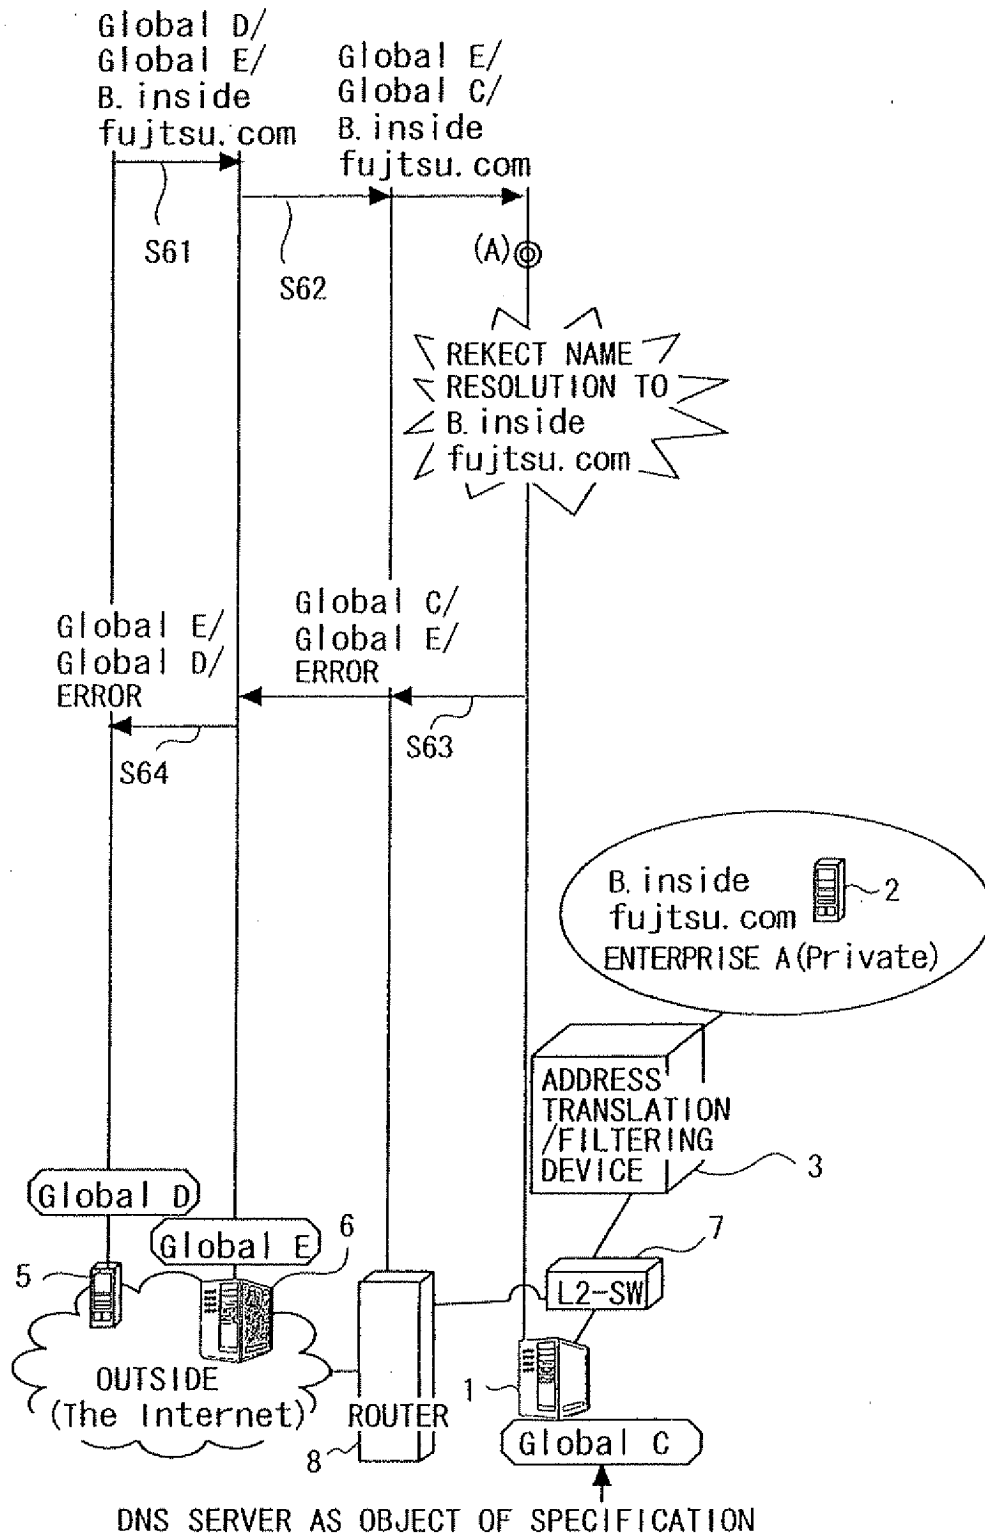 Global D/
Global E/
B. inside
fujtsu.com
Global E/
Global C/
B. inside
fujtsu.com
S61
S62
(A)
REKECT NAME
RESOLUTION TO
B. inside
fujtsu.com
Global E/
Global D/
ERROR
Global C/
Global E/
ERROR
S63
S64
B. inside
fujtsu.com
2
ENTERPRISE A(Private)
ADDRESS
TRANSLATION
/FILTERING
DEVICE
3
Global D
Global E
6
7
5
L2-SW
OUTSIDE
(The Internet)
ROUTER
8
1
Global C
DNS SERVER AS OBJECT OF SPECIFICATION